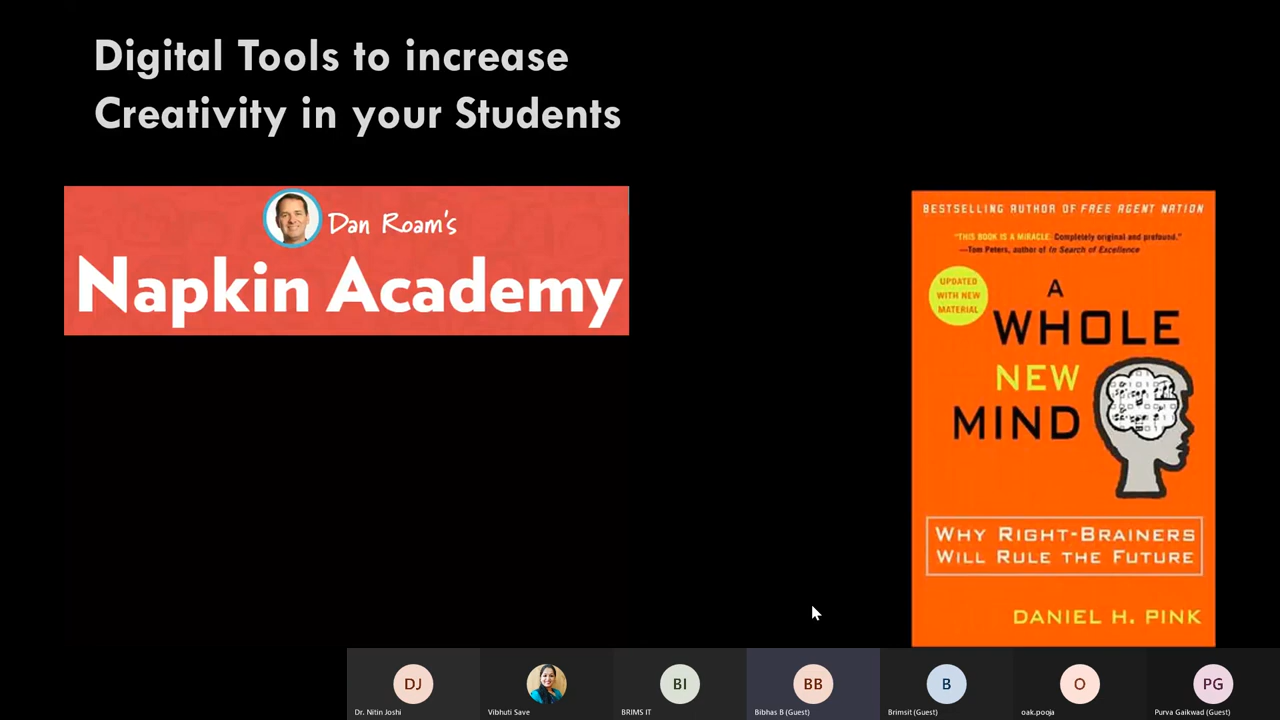 Digital Tools to increase
Creativity in your Students
Dan Roam's
Napkin Academy
BESTSELLING AUTHOR OF FREE AGENT NATION
"THIS BOOK IS A MIRACLE. Completely original and profound."
—Tom Peters, author of In Search of Excellence
UPDATED
WITH NEW
MATERIAL
A
WHOLE
NEW
MIND
WHY RIGHT-BRAINERS
WILL RULE THE FUTURE
DANIEL H. PINK
DJ
BI
BB
B
O
PG
Dr. Nitin Joshi
Vibhuti Save
BRIMS IT
Bibhas B (Guest)
Brimsit (Guest)
oak.pooja
Purva Gaikwad (Guest)